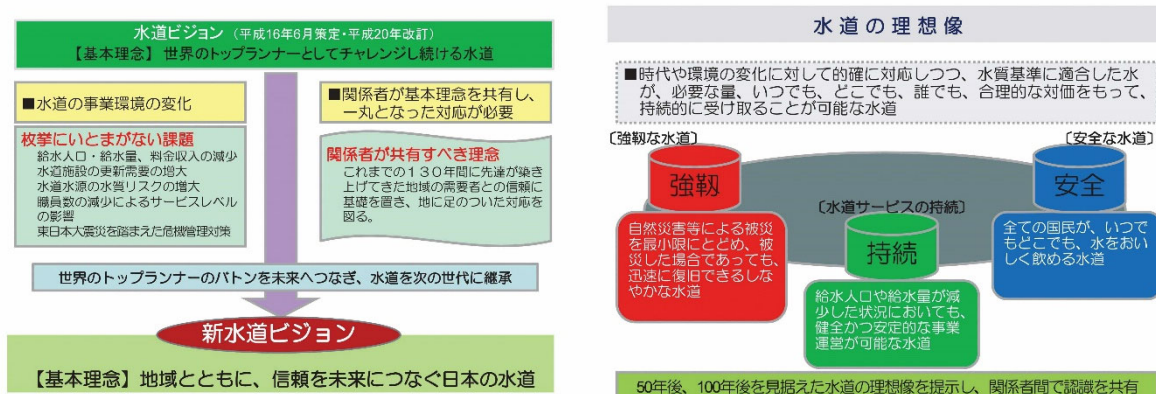 水道ビジョン (平成16年6月策定・平成20年改訂)
【基本理念】 世界のトップランナーとしてチャレンジし続ける水道
■水道の事業環境の変化
枚挙にいとまがない課題
給水人口・給水量、料金収入の減少
水道施設の更新需要の増大
水道水源の水質リスクの増大
職員数の減少によるサービスレベル
の影響
東日本大震災を踏まえた危機管理対策
■関係者が基本理念を共有し、
一丸となった対応が必要
関係者が共有すべき理念
これまでの130年間に先達が築き
上げてきた地域の需要者との信頼に
基礎を置き、地に足のついた対応を
図る。
世界のトップランナーのバトンを未来へつなぎ、水道を次の世代に継承
新水道ビジョン
【基本理念】地域とともに、信頼を未来につなぐ日本の水道
水道の理想像
■時代や環境の変化に対して的確に対応しつつ、水質基準に適合した水
が、必要な量、いつでも、どこでも、誰でも、合理的な対価をもって、
持続的に受け取ることが可能な水道
〔強靱な水道〕
強靱
自然災害等による被災
を最小限にとどめ、被
災した場合であっても、
迅速に復旧できるしな
やかな水道
〔水道サービスの持続〕
持続
給水人口や給水量が減
少した状況においても、
健全かつ安定的な事業
運営が可能な水道
〔安全な水道〕
安全
全ての国民が、いつで
もどこでも、水をおい
しく飲める水道
50年後、100年後を見据えた水道の理想像を提示し、関係者間で認識を共有